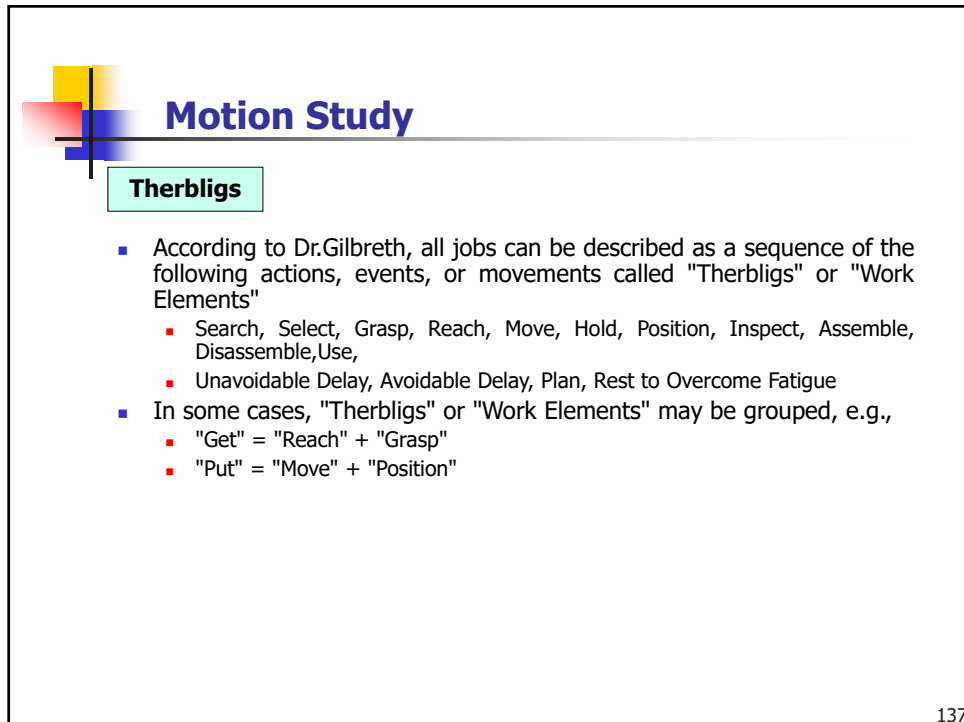 Motion Study
Therbligs
According to Dr.Gilbreth, all jobs can be described as a sequence of the
following actions, events, or movements called "Therbligs" or "Work
Elements"
Search, Select, Grasp, Reach, Move, Hold, Position, Inspect, Assemble,
Disassemble,Use,
Unavoidable Delay, Avoidable Delay, Plan, Rest to Overcome Fatigue
In some cases, "Therbligs" or "Work Elements" may be grouped, e.g.,
"Get" = "Reach" + "Grasp"
"Put" = "Move" + "Position"
137